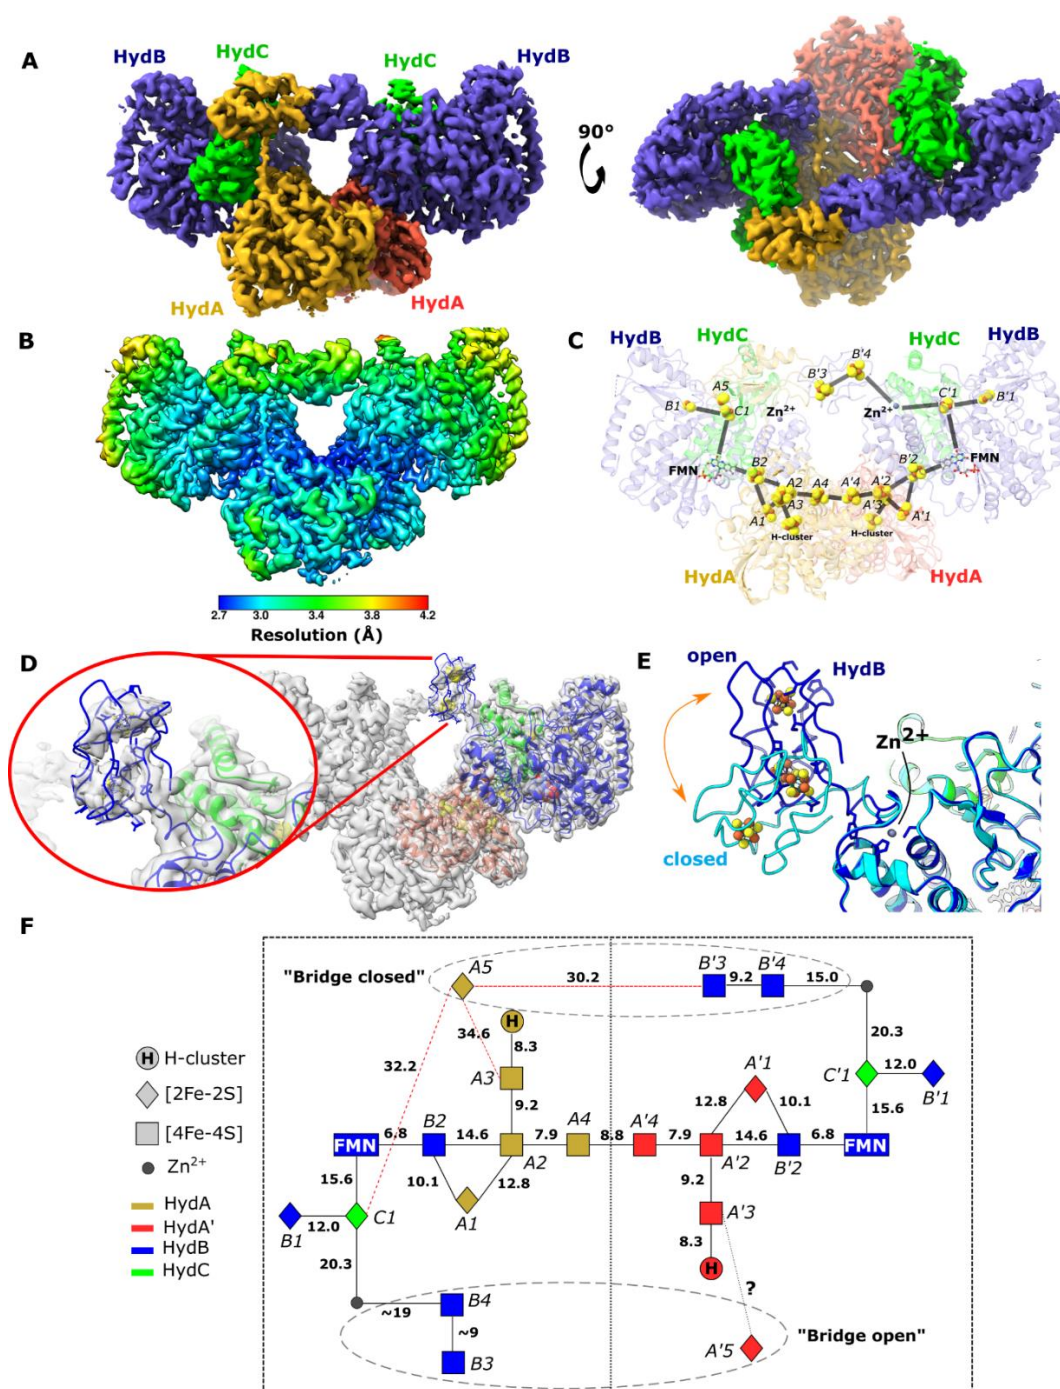 A
HydB
HydC
HydC
HydB
90°
HydA
HydA
B
2.7
3.0
3.4
3.8
4.2
Resolution (Å)
C
HydB
HydC
HydC
HydB
B'4
B'3
A5
B1
C1
Zn²⁺
Zn²⁺
C'1
B'1
FMN
B2
A2
A4
A'4
A'2
B'2
FMN
A1
A3
A'3
A'1
H-cluster
H-cluster
HydA
HydA
D
E
open
HydB
Zn²⁺
closed
F
"Bridge closed"
A5
30.2
B'3
9.2
B'4
15.0
H
34.6
8.3
32.2
A3
9.2
20.3
A'1
C'1
12.0
B'1
12.8
10.1
15.6
FMN
6.8
B2
14.6
A2
7.9
A4
8.8
A'4
7.9
A'2
14.6
B'2
6.8
FMN
15.6
10.1
12.8
A1
9.2
A'3
8.3
H
B1
12.0
C1
20.3
~19
B4
~9
B3
?
A'5
"Bridge open"
H
H-cluster
[2Fe-2S]
[4Fe-4S]
Zn²⁺
HydA
HydA'
HydB
HydC